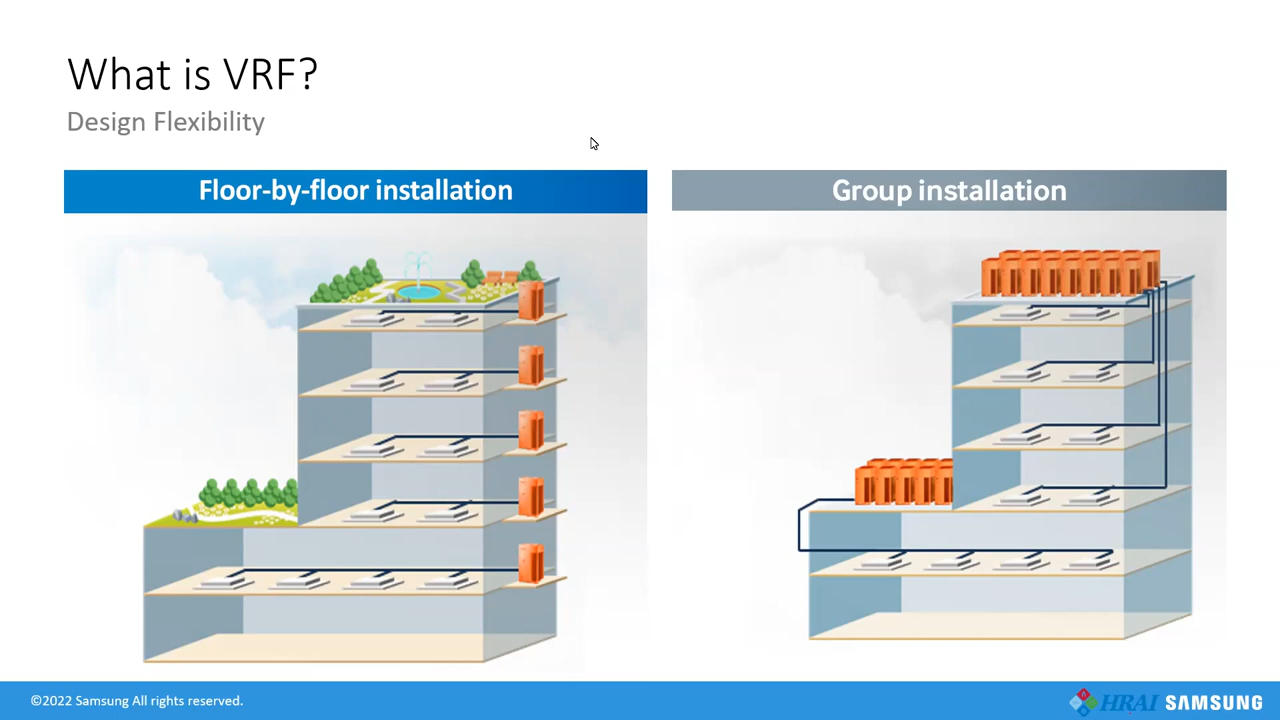 What is VRF?
Design Flexibility
Floor-by-floor installation
Group installation
©2022 Samsung All rights reserved.
HRAI SAMSUNG